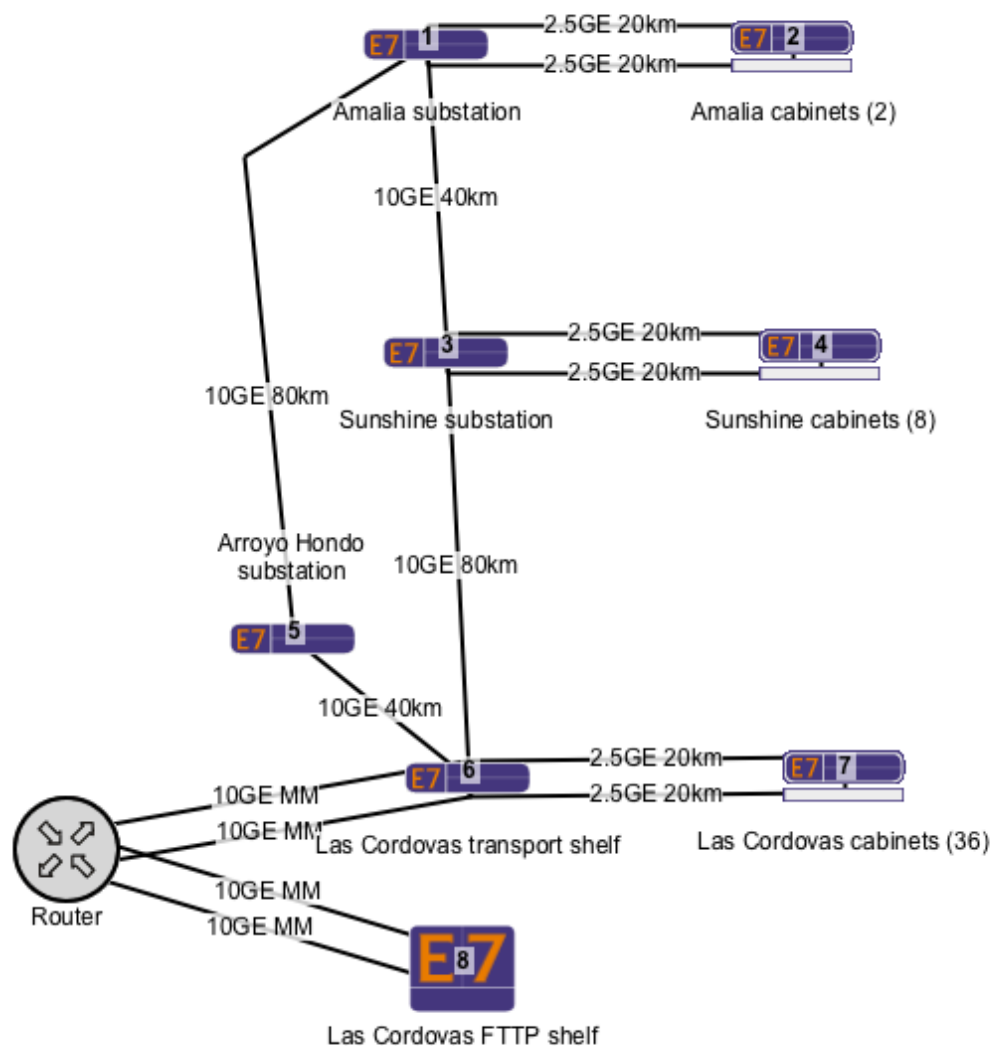 2.5GE 20km
E7 1
E7 2
2.5GE 20km
Amalia substation
Amalia cabinets (2)
10GE 40km
2.5GE 20km
E7 3
E7 4
2.5GE 20km
10GE 80km
Sunshine substation
Sunshine cabinets (8)
Arroyo Hondo
substation
10GE 80km
E7 5
10GE 40km
2.5GE 20km
E7 6
E7 7
2.5GE 20km
10GE MM
10GE MM
Las Cordovas transport shelf
Las Cordovas cabinets (36)
10GE MM
Router
10GE MM
E7 8
Las Cordovas FTTP shelf